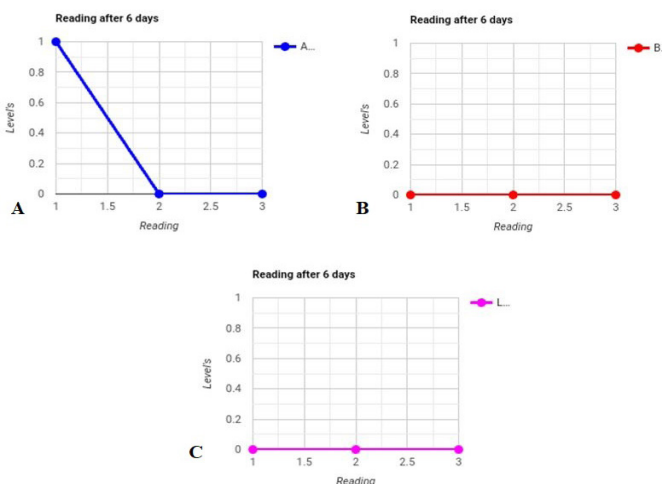 Reading after 6 days
1
0.8
0.6
0.4
0.2
0
Level's
1 1.5 2 2.5 3
Reading
A...
A
Reading after 6 days
1
0.8
0.6
0.4
0.2
0
Level's
1 1.5 2 2.5 3
Reading
B.
B
Reading after 6 days
1
0.8
0.6
0.4
0.2
0
Level's
1 1.5 2 2.5 3
Reading
L...
C